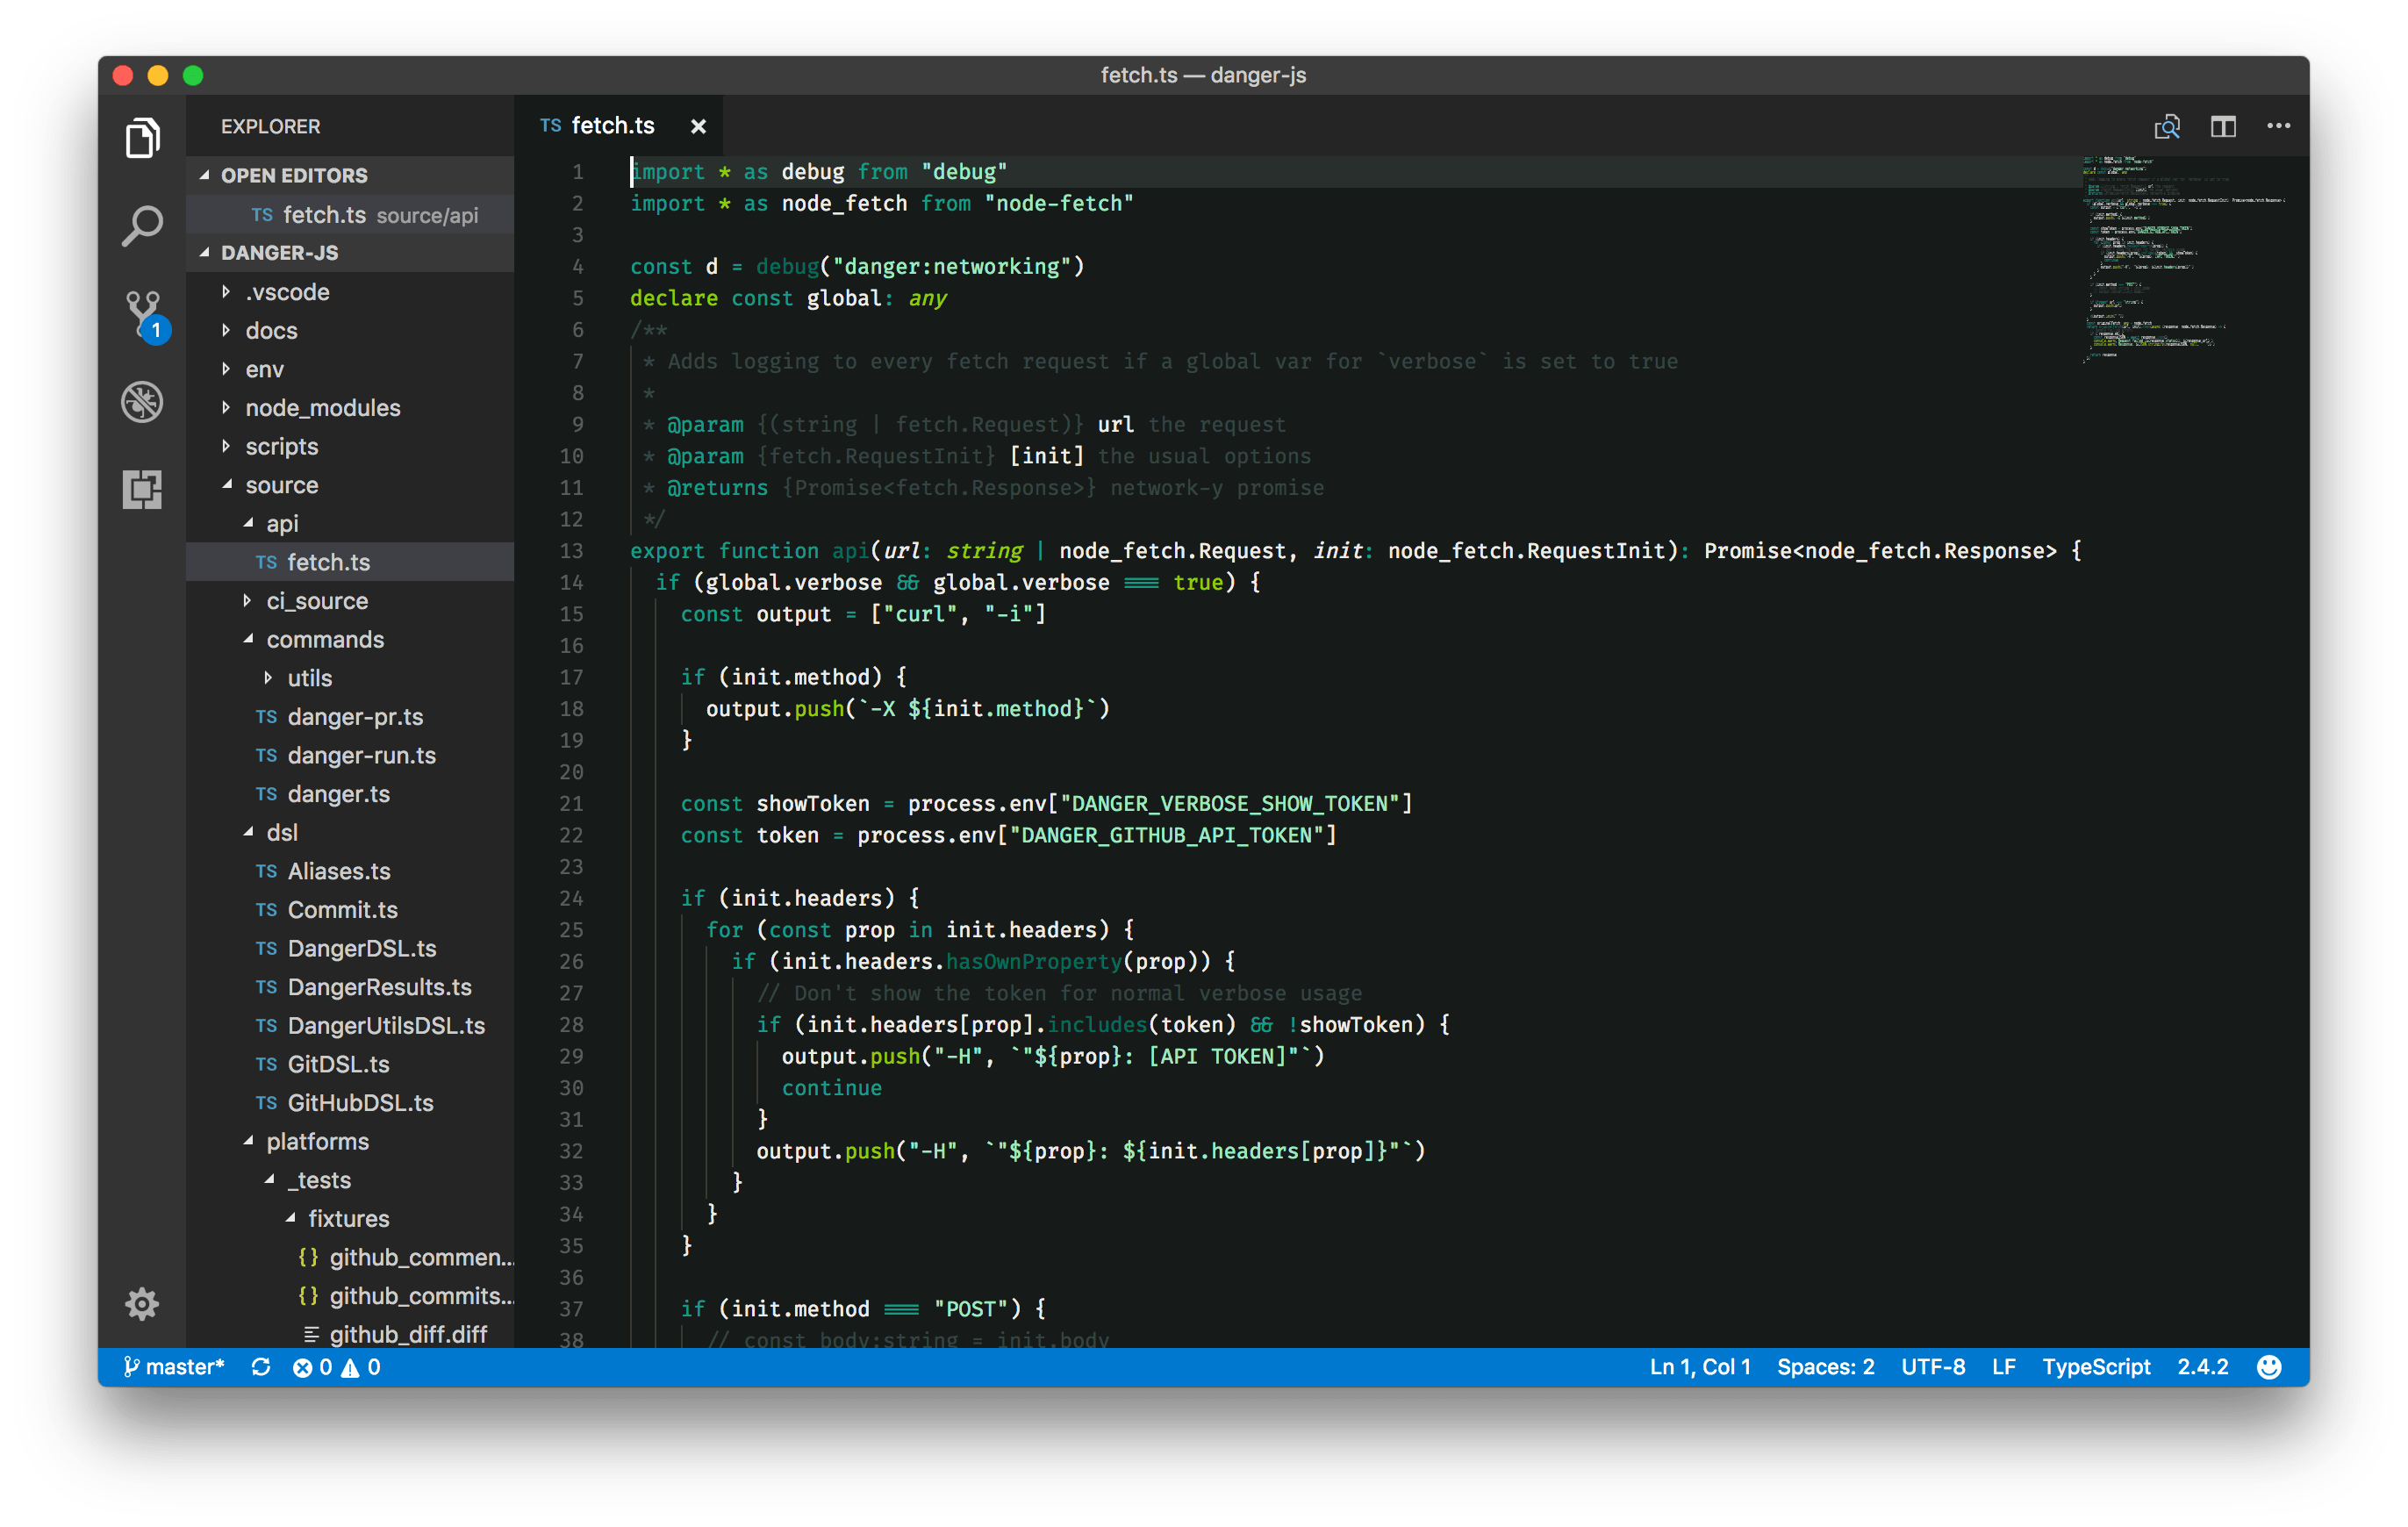 fetch.ts — danger-js
EXPLORER
OPEN EDITORS
TS fetch.ts source/api
DANGER-JS
.vscode
docs
env
node_modules
scripts
source
api
TS fetch.ts
ci_source
commands
utils
TS danger-pr.ts
TS danger-run.ts
TS danger.ts
dsl
TS Aliases.ts
TS Commit.ts
TS DangerDSL.ts
TS DangerResults.ts
TS DangerUtilsDSL.ts
TS GitDSL.ts
TS GitHubDSL.ts
platforms
_tests
fixtures
{} github_commen...
{} github_commits...
github_diff.diff
1
TS fetch.ts ×
1 import * as debug from "debug"
2 import * as node_fetch from "node-fetch"
3
4 const d = debug("danger:networking")
5 declare const global: any
6 /**
7 * Adds logging to every fetch request if a global var for `verbose` is set to true
8 *
9 * @param {(string | fetch.Request)} url the request
10 * @param {fetch.RequestInit} [init] the usual options
11 * @returns {Promise<fetch.Response>} network-y promise
12 */
13 export function api(url: string | node_fetch.Request, init: node_fetch.RequestInit): Promise<node_fetch.Response> {
14 if (global.verbose && global.verbose === true) {
15 const output = ["curl", "-i"]
16
17 if (init.method) {
18 output.push(`-X ${init.method}`)
19 }
20
21 const showToken = process.env["DANGER_VERBOSE_SHOW_TOKEN"]
22 const token = process.env["DANGER_GITHUB_API_TOKEN"]
23
24 if (init.headers) {
25 for (const prop in init.headers) {
26 if (init.headers.hasOwnProperty(prop)) {
27 // Don't show the token for normal verbose usage
28 if (init.headers[prop].includes(token) && !showToken) {
29 output.push("-H", `"${prop}: [API TOKEN]"`)
30 continue
31 }
32 output.push("-H", `"${prop}: ${init.headers[prop]}"`)
33 }
34 }
35 }
36
37 if (init.method === "POST") {
38 // const body:string = init.body
master* 0 0
Ln 1, Col 1 Spaces: 2 UTF-8 LF TypeScript 2.4.2